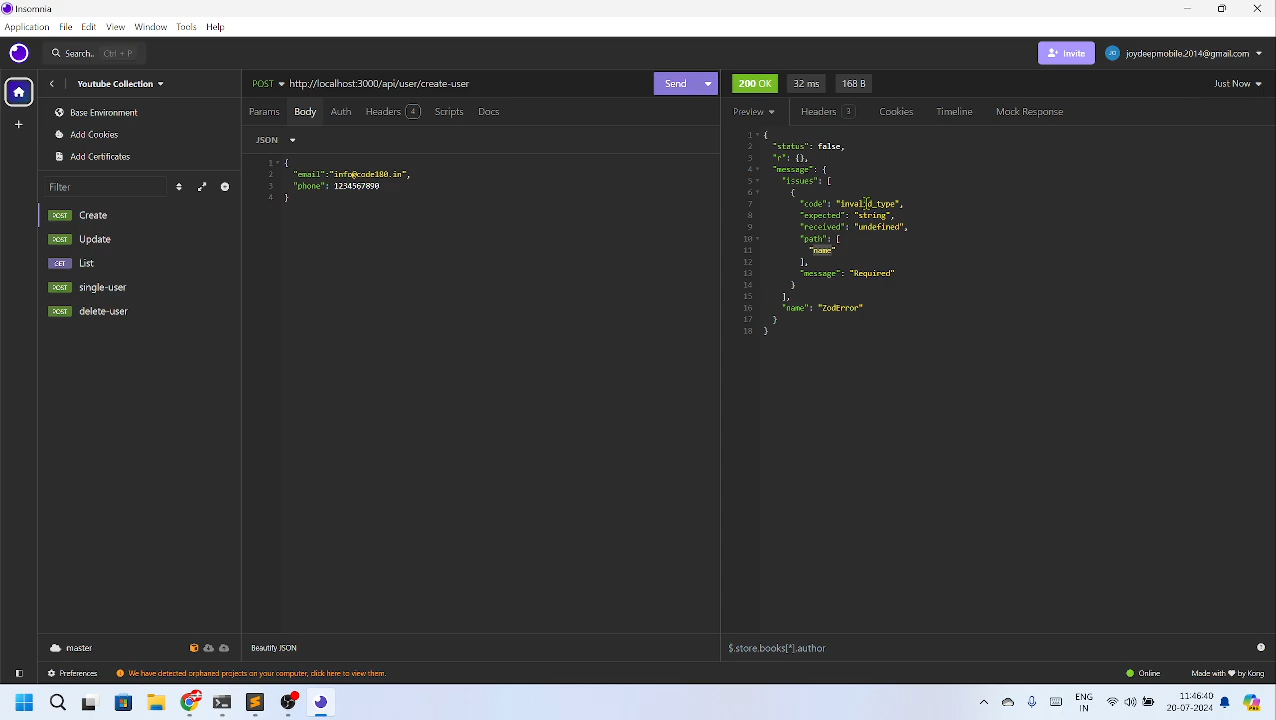 Insomnia
Application File Edit View Window Tools Help
Search.. Ctrl + P
Invite
JO
joydeepmobile.2014@gmail.com
Youtube Collection
Base Environment
Add Cookies
Add Certificates
Filter
POST Create
POST Update
GET List
POST single-user
POST delete-user
master
POST http://localhost:3000/api/user/create-user Send
Params Body Auth Headers 4 Scripts Docs
JSON
1 {
2 "email":"info@code180.in",
3 "phone": 1234567890
4 }
Beautify JSON
200 OK 32 ms 168 B Just Now
Preview Headers 3 Cookies Timeline Mock Response
1 {
2 "status": false,
3 "r": {},
4 "message": {
5 "issues": [
6 {
7 "code": "invalid_type",
8 "expected": "string",
9 "received": "undefined",
10 "path": [
11 "name"
12 ],
13 "message": "Required"
14 }
15 ],
16 "name": "ZodError"
17 }
18 }
$.store.books[*].author
Preferences
We have detected orphaned projects on your computer, click here to view them.
Online
Made with ♥ by Kong
ENG
IN
11:46:40
20-07-2024